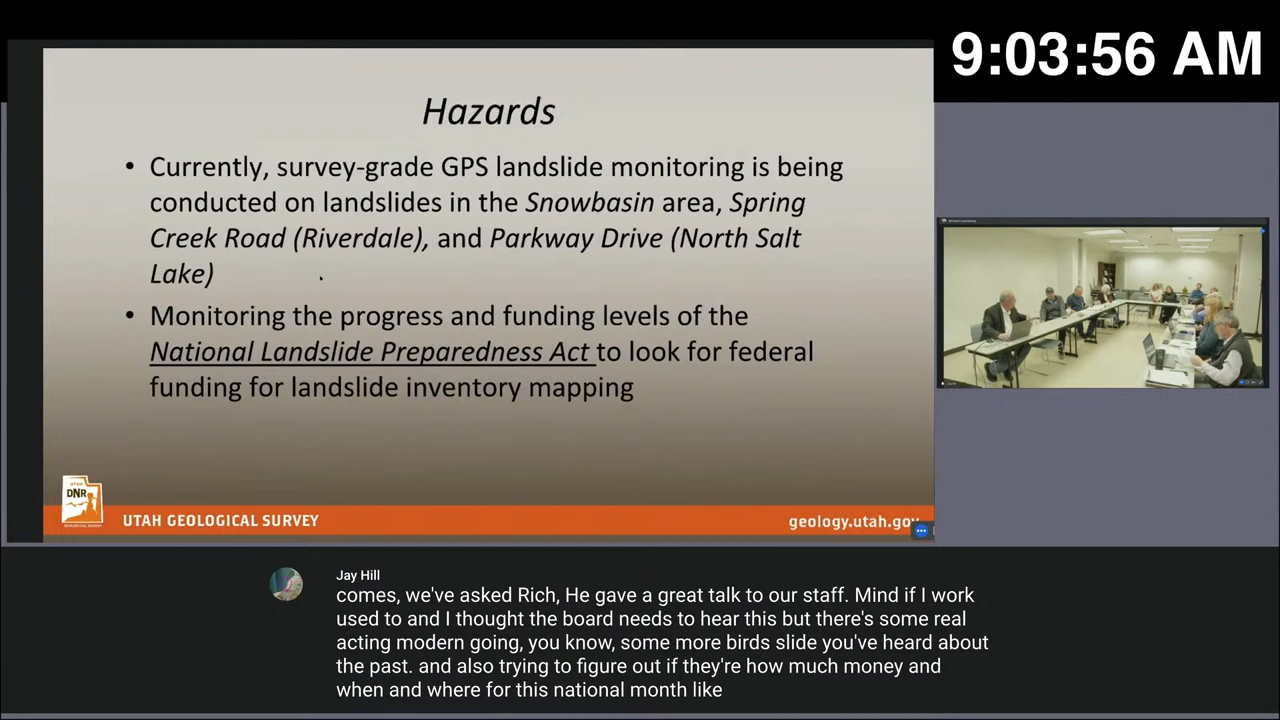 9:03:56 AM
Hazards
• Currently, survey-grade GPS landslide monitoring is being
conducted on landslides in the Snowbasin area, Spring
Creek Road (Riverdale), and Parkway Drive (North Salt
Lake)
• Monitoring the progress and funding levels of the
National Landslide Preparedness Act to look for federal
funding for landslide inventory mapping
UTAH
DNR
UTAH GEOLOGICAL SURVEY
geology.utah.gov
Jay Hill
comes, we've asked Rich, He gave a great talk to our staff. Mind if I work
used to and I thought the board needs to hear this but there's some real
acting modern going, you know, some more birds slide you've heard about
the past. and also trying to figure out if they're how much money and
when and where for this national month like